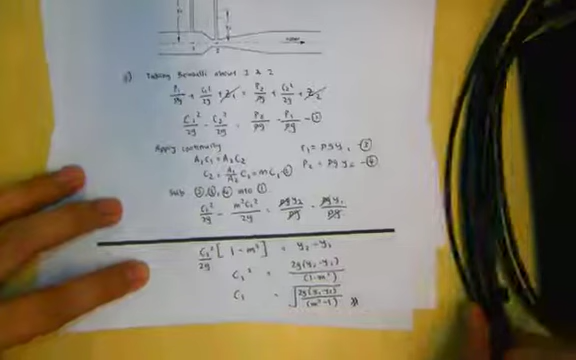 Taking Bernoulli about 1 & 2
P₁/ρg + C₁²/2g + Z₁ = P₂/ρg + C₂²/2g + Z₂
C₁²/2g - C₂²/2g = P₂/ρg - P₁/ρg - ①
Apply continuity P₁ = ρgy₁ - ③
A₁C₁ = A₂C₂ P₂ = ρgy₂ - ④
C₂ = A₁/A₂ C₁ = mC₁ - ②
Sub ②, ③, ④ into ①
C₁²/2g - m²C₁²/2g = ρgy₂/ρg - ρgy₁/ρg
C₁²/2g [1 - m²] = y₂ - y₁
C₁² = 2g(y₂-y₁)/(1-m²)
C₁ = √2g(y₁-y₂)/(m²-1)